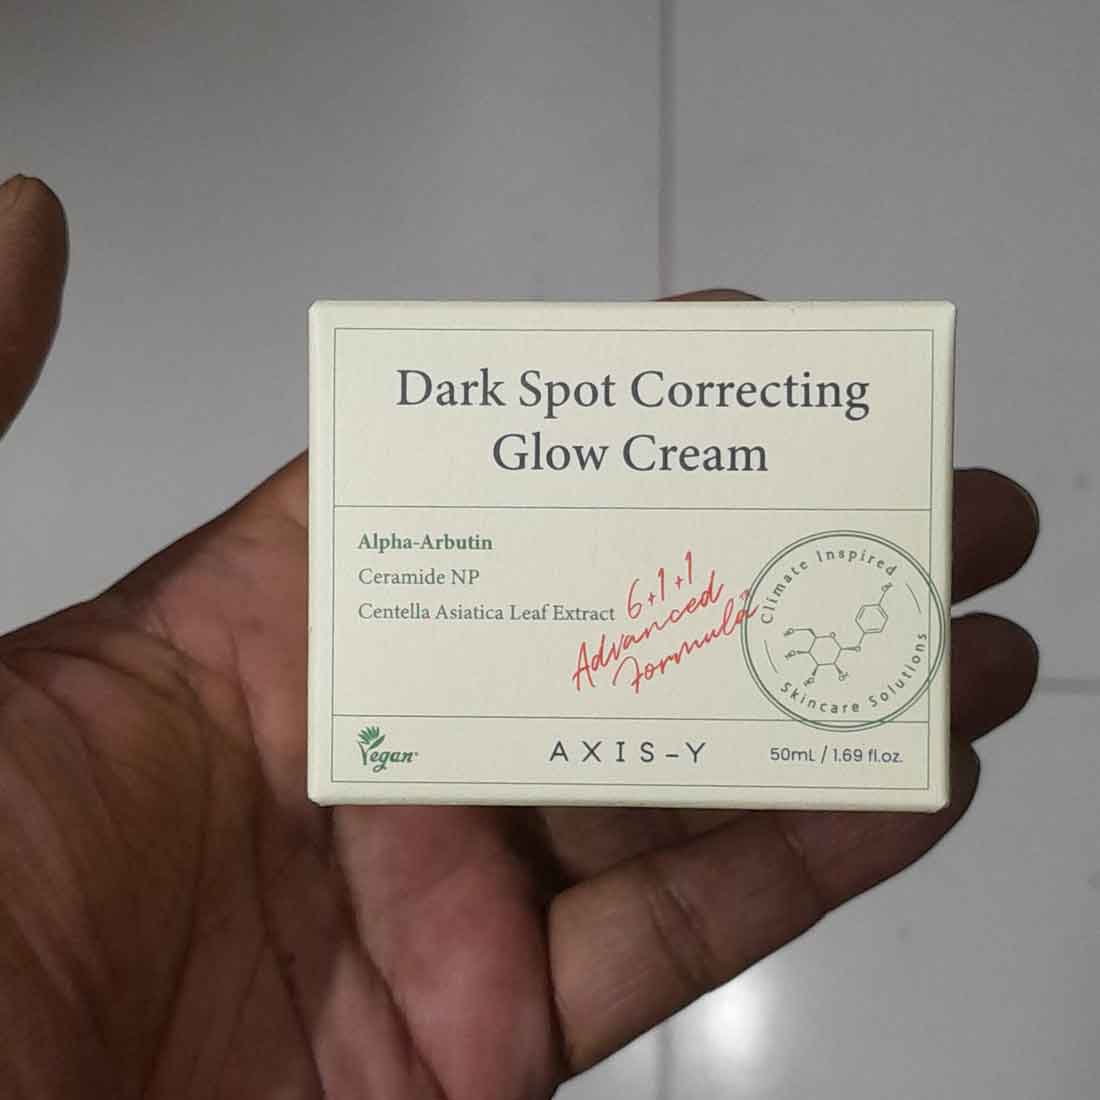 Dark Spot Correcting
Glow Cream
Alpha-Arbutin
Ceramide NP
Centella Asiatica Leaf Extract
6+1+1
Advanced
Formula
Climate Inspired
Skincare Solutions
Vegan
AXIS-Y
50mL / 1.69 fl.oz.